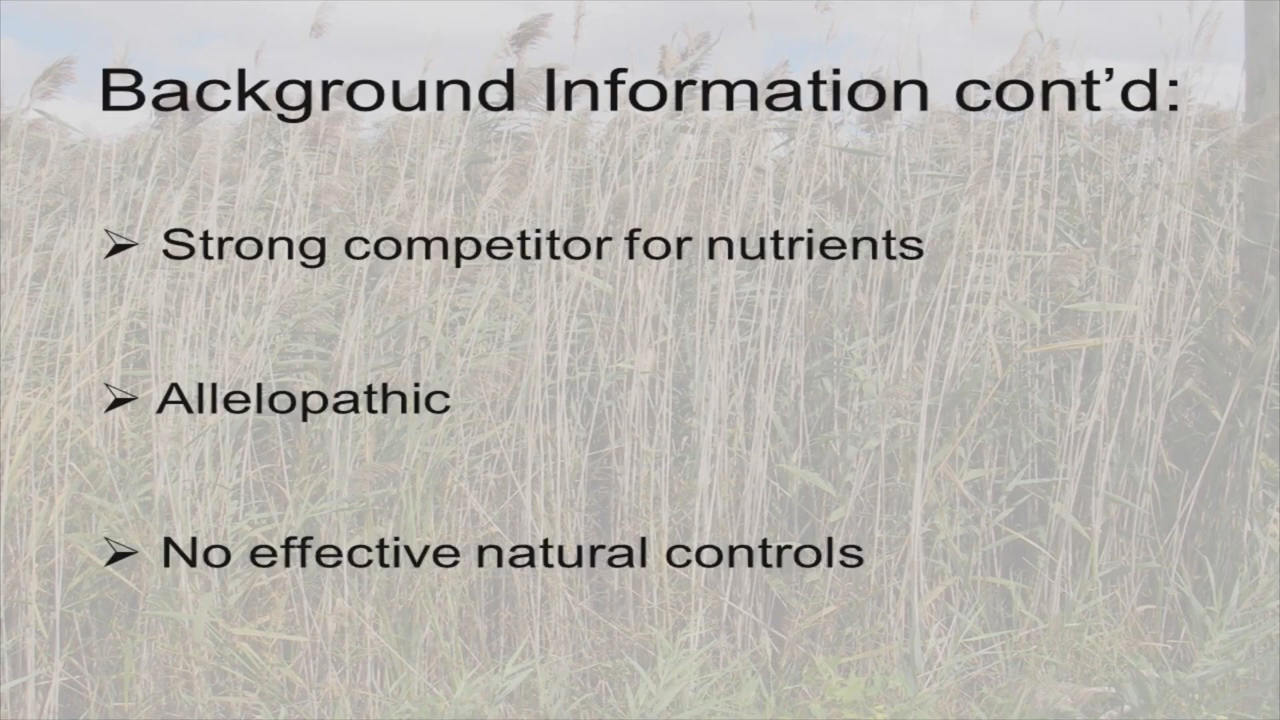 Background Information cont’d:
➢ Strong competitor for nutrients
➢ Allelopathic
➢ No effective natural controls